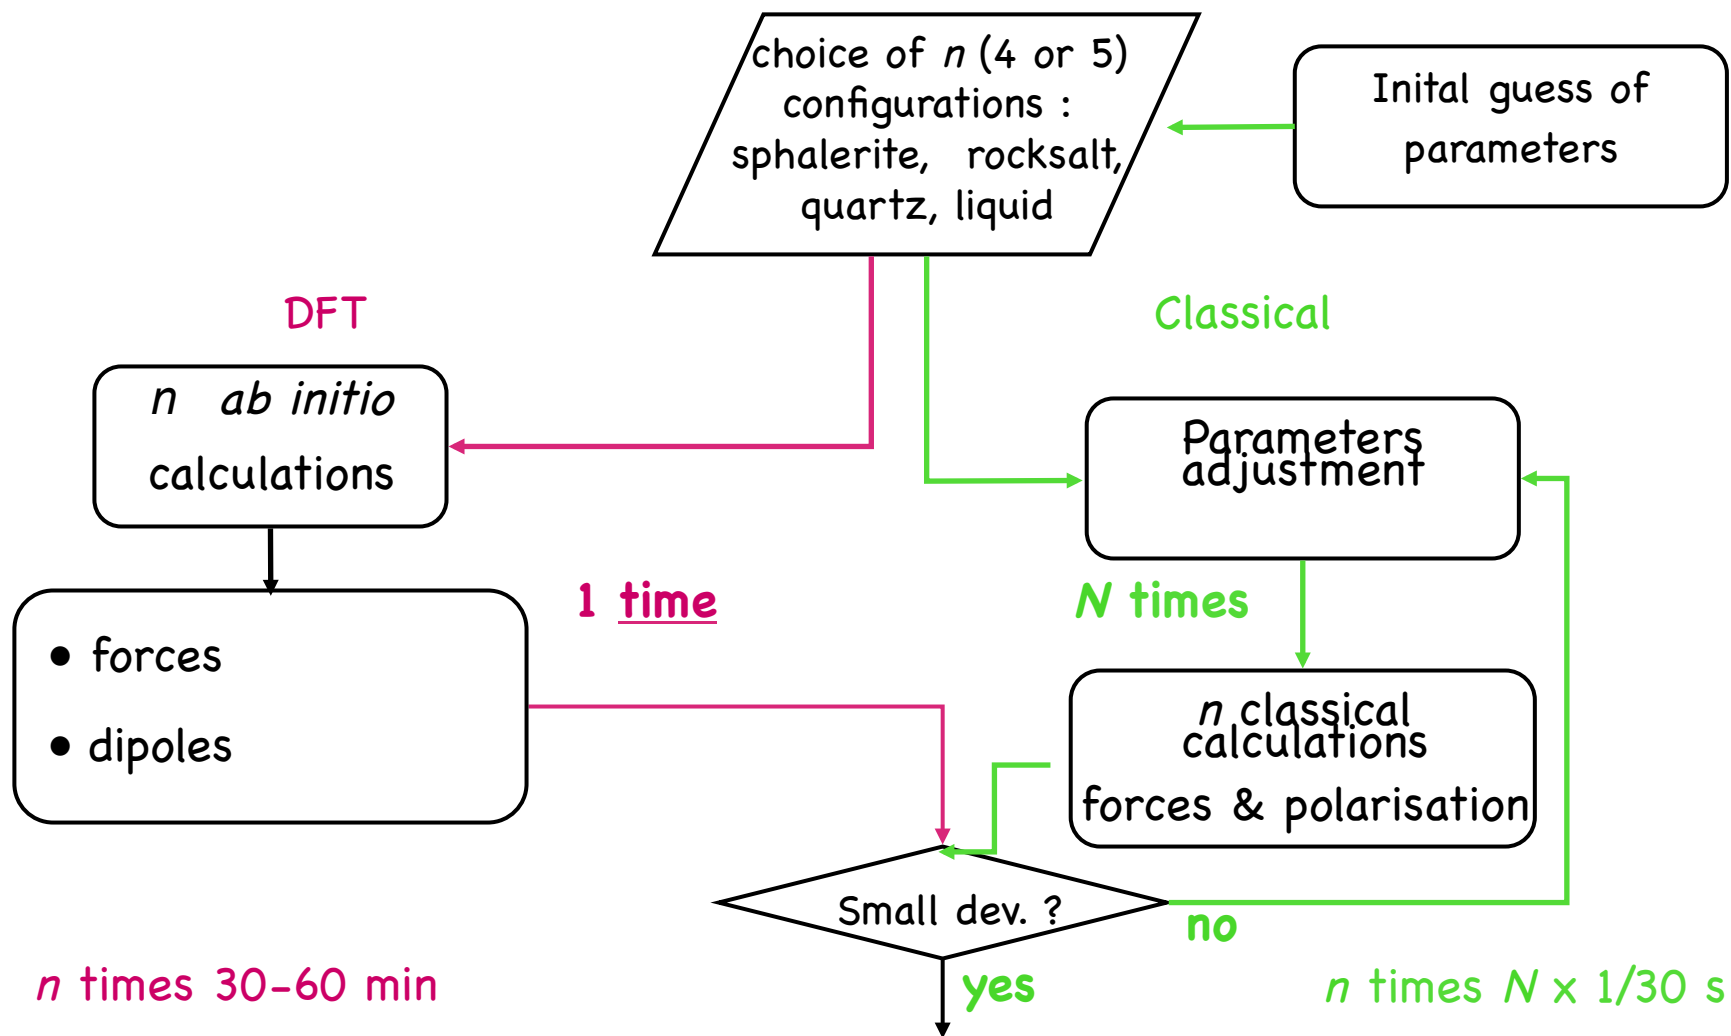 choice of n (4 or 5)
configurations :
sphalerite, rocksalt,
quartz, liquid
Inital guess of
parameters
DFT
Classical
n ab initio
calculations
Parameters
adjustment
1 time
N times
• forces
• dipoles
n classical
calculations
forces & polarisation
Small dev. ?
no
yes
n times 30-60 min
n times N x 1/30 s